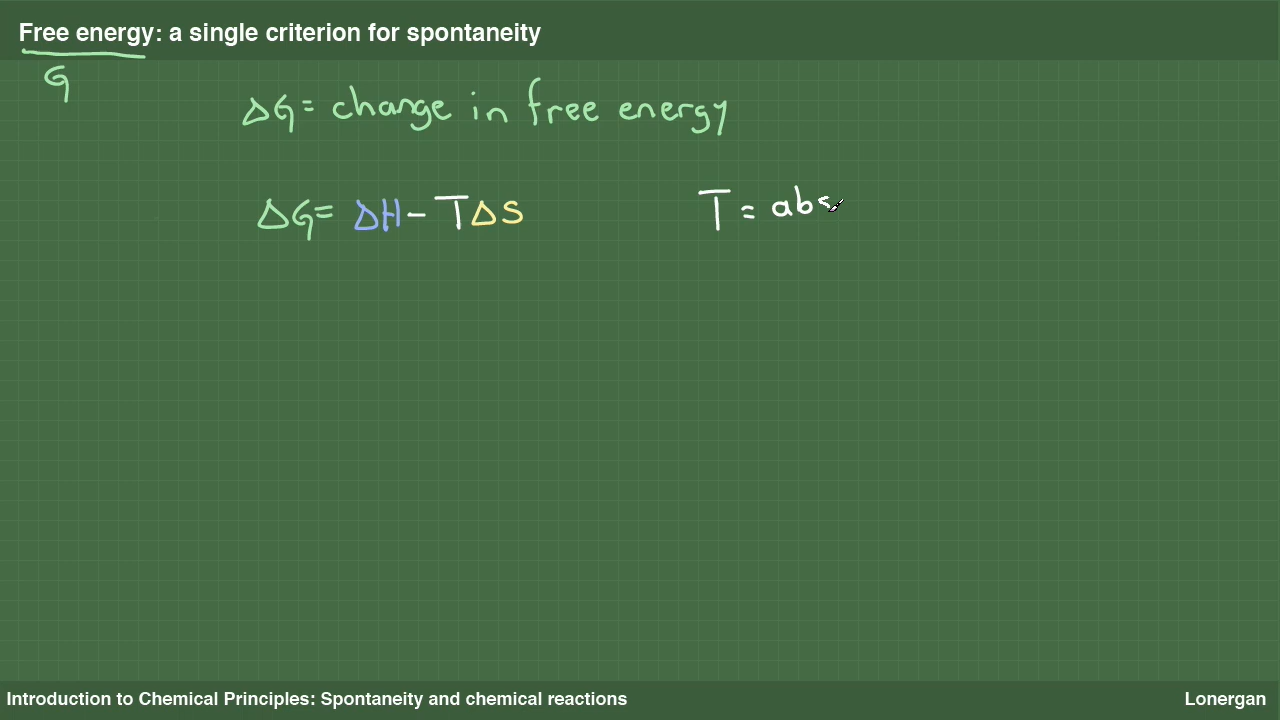 Free energy: a single criterion for spontaneity
G
ΔG = change in free energy
ΔG = ΔH - TΔS
T = abs
Introduction to Chemical Principles: Spontaneity and chemical reactions
Lonergan